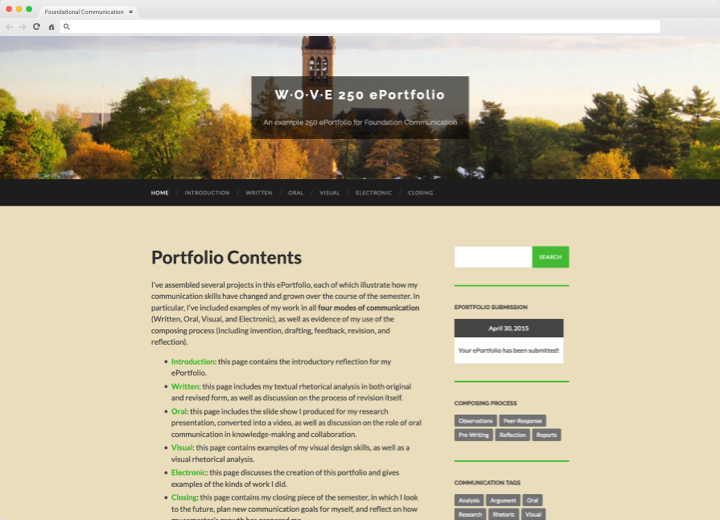 Foundational Communication
W·O·V·E 250 ePortfolio
An example 250 ePortfolio for Foundation Communication
HOME / INTRODUCTION / WRITTEN / ORAL / VISUAL / ELECTRONIC / CLOSING
Portfolio Contents
I've assembled several projects in this ePortfolio, each of which illustrate how my
communication skills have changed and grown over the course of the semester. In
particular, I've included examples of my work in all four modes of communication
(Written, Oral, Visual, and Electronic), as well as evidence of my use of the
composing process (including invention, drafting, feedback, revision, and
reflection).
Introduction: this page contains the introductory reflection for my
ePortfolio.
Written: this page includes my textual rhetorical analysis in both original
and revised form, as well as discussion on the process of revision itself.
Oral: this page includes the slide show I produced for my research
presentation, converted into a video, as well as discussion on the role of oral
communication in knowledge-making and collaboration.
Visual: this page contains examples of my visual design skills, as well as a
visual rhetorical analysis.
Electronic: this page discusses the creation of this portfolio and gives
examples of the kinds of work I did.
Closing: this page contains my closing piece of the semester, in which I look
to the future, plan new communication goals for myself, and reflect on how
SEARCH
EPORTFOLIO SUBMISSION
April 30, 2015
Your ePortfolio has been submitted!
COMPOSING PROCESS
Observations Peer-Response
Pre-Writing Reflection Reports
COMMUNICATION TAGS
Analysis Argument Oral
Research Rhetoric Visual